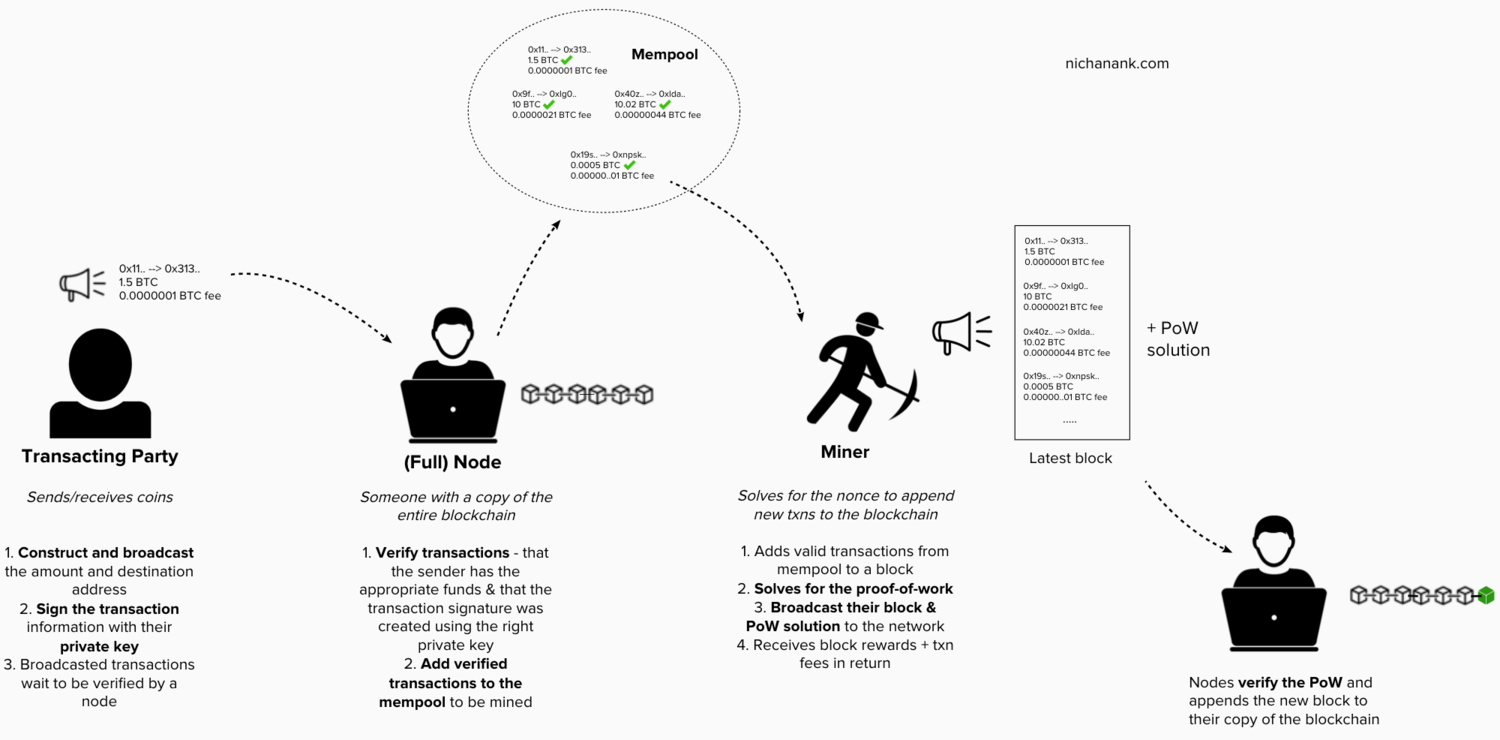 nichanank.com
Mempool
0x11.. --> 0x313..
1.5 BTC
0.0000001 BTC fee
0x9f.. --> 0xlg0..
10 BTC
0.0000021 BTC fee
0x40z.. --> 0xlda..
10.02 BTC
0.00000044 BTC fee
0x19s.. --> 0xnpsk..
0.0005 BTC
0.00000..01 BTC fee
0x11.. --> 0x313..
1.5 BTC
0.0000001 BTC fee
Transacting Party
Sends/receives coins
1. Construct and broadcast
the amount and destination
address
2. Sign the transaction
information with their
private key
3. Broadcasted transactions
wait to be verified by a
node
(Full) Node
Someone with a copy of the
entire blockchain
1. Verify transactions - that
the sender has the
appropriate funds & that the
transaction signature was
created using the right
private key
2. Add verified
transactions to the
mempool to be mined
Miner
Solves for the nonce to append
new txns to the blockchain
1. Adds valid transactions from
mempool to a block
2. Solves for the proof-of-work
3. Broadcast their block &
PoW solution to the network
4. Receives block rewards + txn
fees in return
0x11.. --> 0x313..
1.5 BTC
0.0000001 BTC fee
0x9f.. --> 0xlg0..
10 BTC
0.0000021 BTC fee
0x40z.. --> 0xlda..
10.02 BTC
0.00000044 BTC fee
0x19s.. --> 0xnpsk..
0.0005 BTC
0.00000..01 BTC fee
.....
+ PoW
solution
Latest block
Nodes verify the PoW and
appends the new block to
their copy of the blockchain